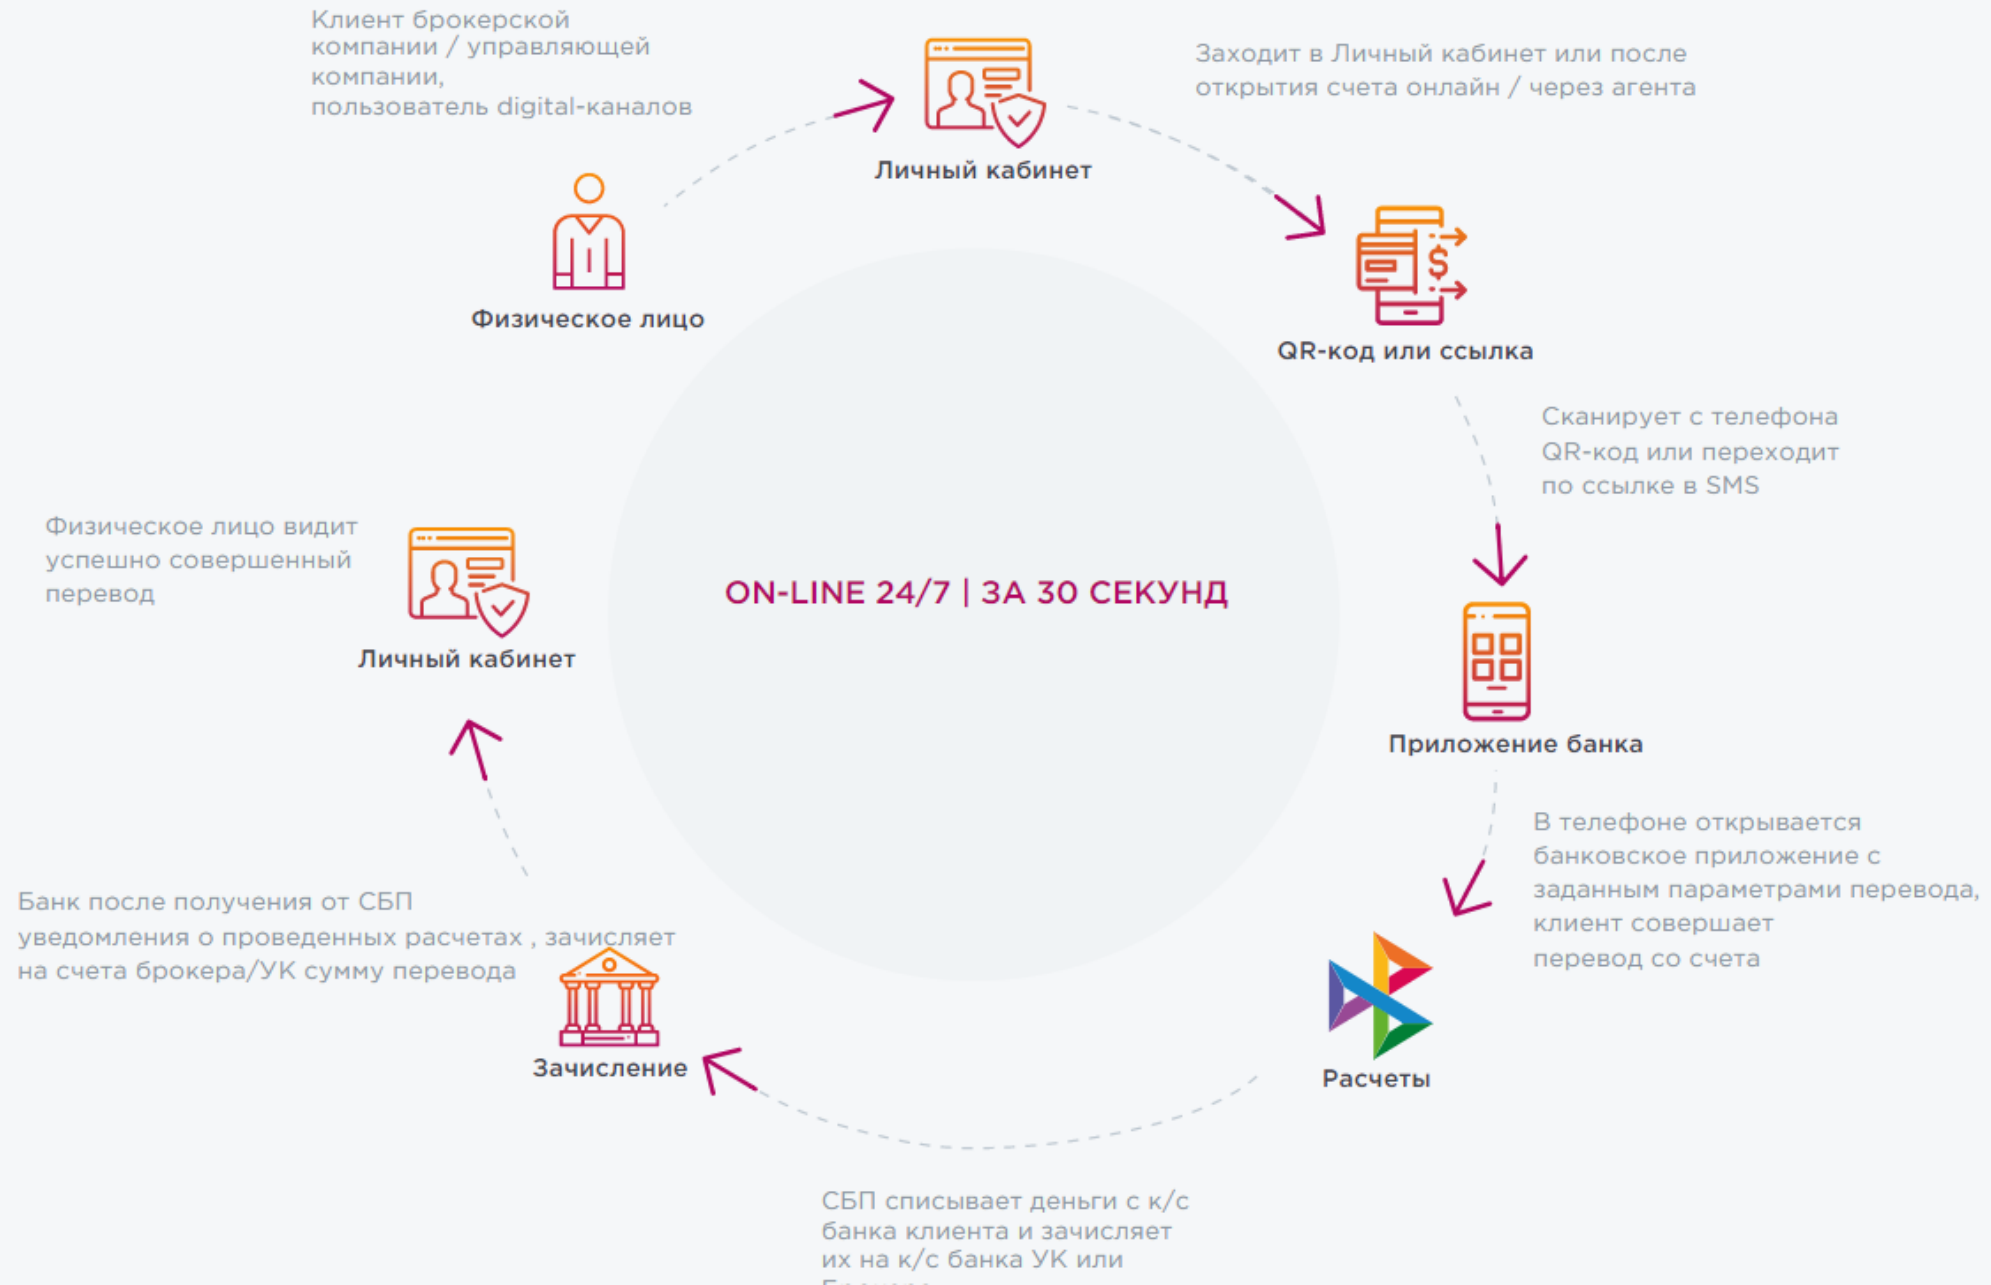 Клиент брокерской
компании / управляющей
компании,
пользователь digital-каналов
Физическое лицо
Личный кабинет
Заходит в Личный кабинет или после
открытия счета онлайн / через агента
QR-код или ссылка
Сканирует с телефона
QR-код или переходит
по ссылке в SMS
Приложение банка
В телефоне открывается
банковское приложение с
заданным параметрами перевода,
клиент совершает
перевод со счета
Расчеты
СБП списывает деньги с к/с
банка клиента и зачисляет
их на к/с банка УК или
Зачисление
Банк после получения от СБП
уведомления о проведенных расчетах , зачисляет
на счета брокера/УК сумму перевода
Личный кабинет
Физическое лицо видит
успешно совершенный
перевод
ON-LINE 24/7 | ЗА 30 СЕКУНД